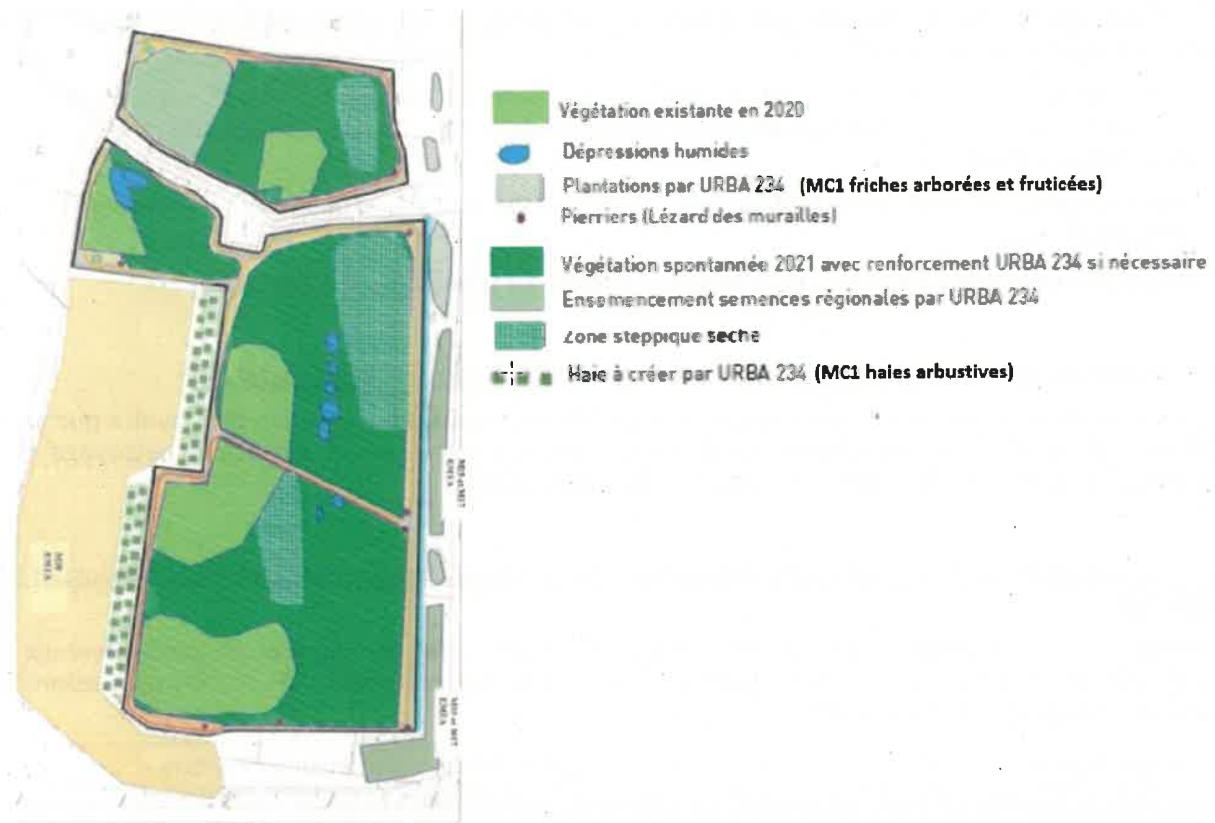 Végétation existante en 2020
Dépressions humides
Plantations par URBA 234 (MC1 friches arborées et fruticées)
Pierriers (Lézard des murailles)
Végétation spontannée 2021 avec renforcement URBA 234 si nécessaire
Ensemencement semences régionales par URBA 234
Zone steppique seche
Haie à créer par URBA 234 (MC1 haies arbustives)